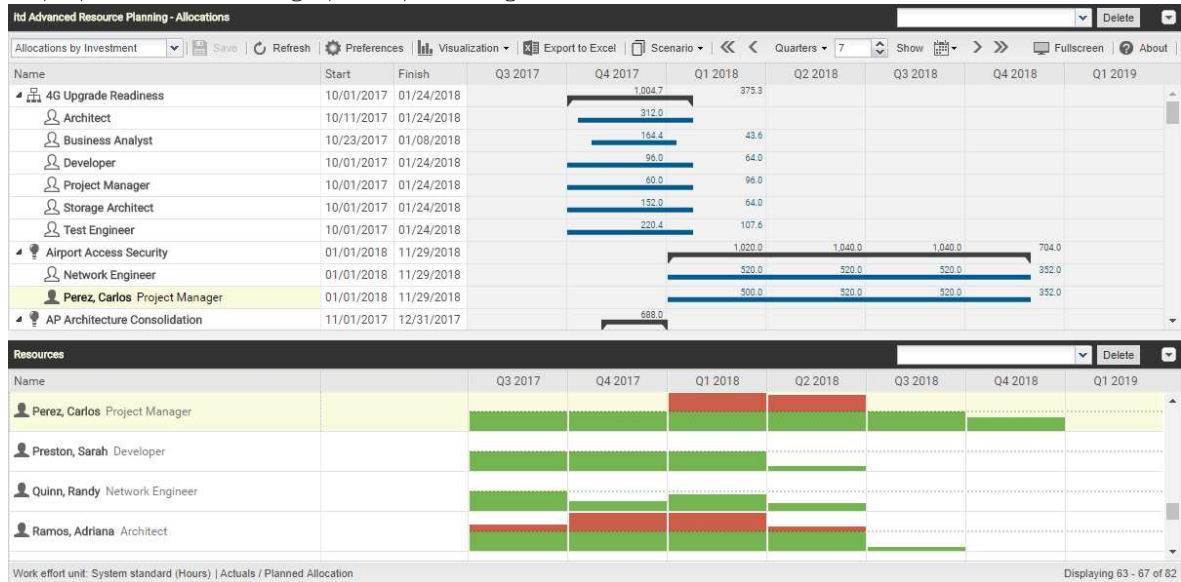 itd Advanced Resource Planning - Allocations Delete
Allocations by Investment Save Refresh Preferences Visualization Export to Excel Scenario Quarters 7 Show Fullscreen About
Name Start Finish Q3 2017 Q4 2017 Q1 2018 Q2 2018 Q3 2018 Q4 2018 Q1 2019
4G Upgrade Readiness 10/01/2017 01/24/2018 1,004.7 375.3
Architect 10/11/2017 01/24/2018 312.0
Business Analyst 10/23/2017 01/08/2018 164.4 43.6
Developer 10/01/2017 01/24/2018 96.0 64.0
Project Manager 10/01/2017 01/24/2018 60.0 96.0
Storage Architect 10/01/2017 01/24/2018 152.0 64.0
Test Engineer 10/01/2017 01/24/2018 220.4 107.6
Airport Access Security 01/01/2018 11/29/2018 1,020.0 1,040.0 1,040.0 704.0
Network Engineer 01/01/2018 11/29/2018 520.0 520.0 520.0 352.0
Perez, Carlos Project Manager 01/01/2018 11/29/2018 500.0 520.0 520.0 352.0
AP Architecture Consolidation 11/01/2017 12/31/2017 688.0
Resources Delete
Name Q3 2017 Q4 2017 Q1 2018 Q2 2018 Q3 2018 Q4 2018 Q1 2019
Perez, Carlos Project Manager
Preston, Sarah Developer
Quinn, Randy Network Engineer
Ramos, Adriana Architect
Work effort unit: System standard (Hours) | Actuals / Planned Allocation Displaying 63 - 67 of 82